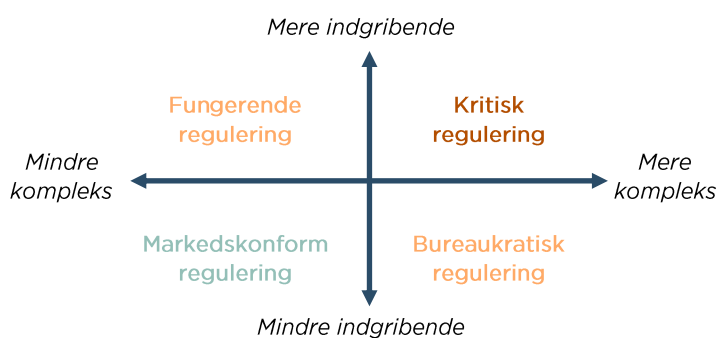 Mere indgribende
Fungerende
regulering
Kritisk
regulering
Mindre
kompleks
Mere
kompleks
Markedskonform
regulering
Bureaukratisk
regulering
Mindre indgribende